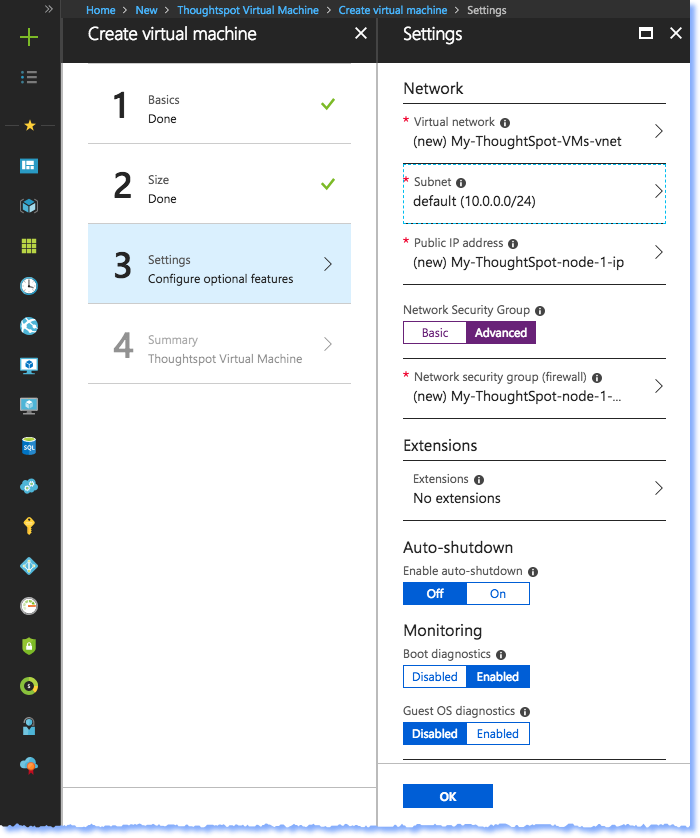 Home > New > Thoughtspot Virtual Machine > Create virtual machine > Settings
Create virtual machine
1
Basics
Done
2
Size
Done
3
Settings
Configure optional features
4
Summary
Thoughtspot Virtual Machine
Settings
Network
* Virtual network
(new) My-ThoughtSpot-VMs-vnet
* Subnet
default (10.0.0.0/24)
* Public IP address
(new) My-ThoughtSpot-node-1-ip
Network Security Group
Basic Advanced
* Network security group (firewall)
(new) My-ThoughtSpot-node-1-...
Extensions
Extensions
No extensions
Auto-shutdown
Enable auto-shutdown
Off On
Monitoring
Boot diagnostics
Disabled Enabled
Guest OS diagnostics
Disabled Enabled
OK
SQL